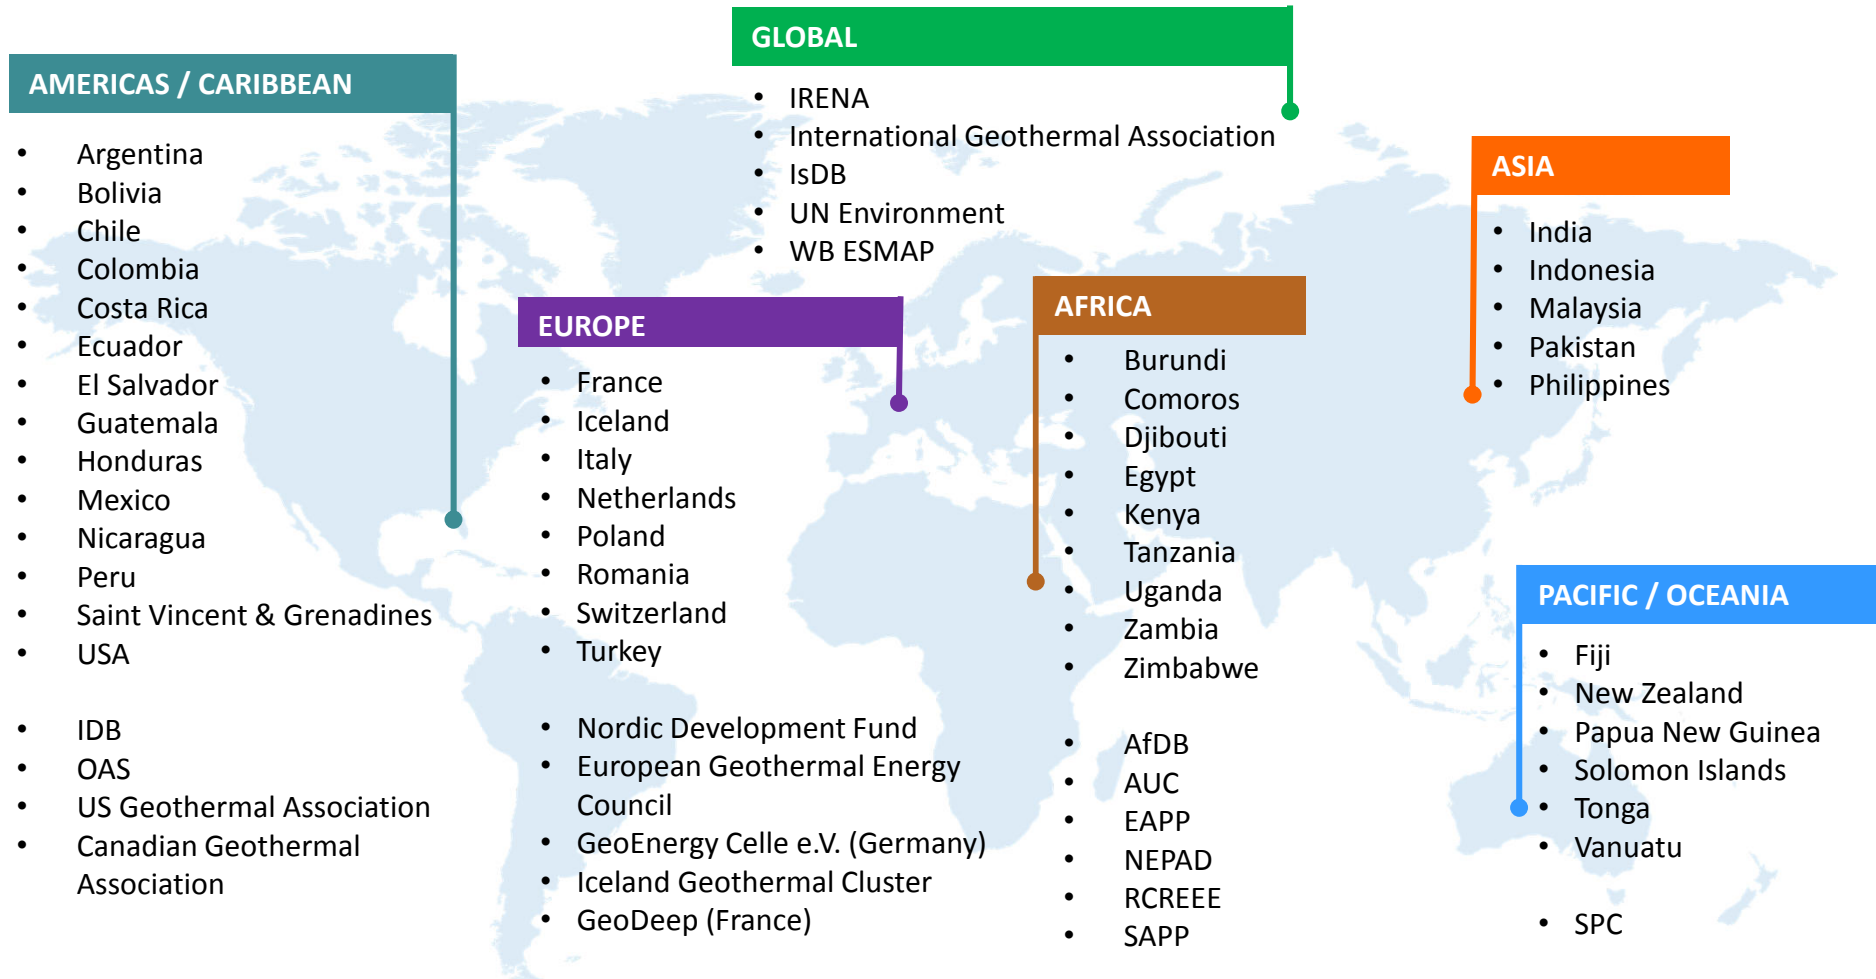 AMERICAS / CARIBBEAN
• Argentina
• Bolivia
• Chile
• Colombia
• Costa Rica
• Ecuador
• El Salvador
• Guatemala
• Honduras
• Mexico
• Nicaragua
• Peru
• Saint Vincent & Grenadines
• USA
• IDB
• OAS
• US Geothermal Association
• Canadian Geothermal
Association
GLOBAL
• IRENA
• International Geothermal Association
• IsDB
• UN Environment
• WB ESMAP
EUROPE
• France
• Iceland
• Italy
• Netherlands
• Poland
• Romania
• Switzerland
• Turkey
• Nordic Development Fund
• European Geothermal Energy
Council
• GeoEnergy Celle e.V. (Germany)
• Iceland Geothermal Cluster
• GeoDeep (France)
AFRICA
• Burundi
• Comoros
• Djibouti
• Egypt
• Kenya
• Tanzania
• Uganda
• Zambia
• Zimbabwe
• AfDB
• AUC
• EAPP
• NEPAD
• RCREEE
• SAPP
ASIA
• India
• Indonesia
• Malaysia
• Pakistan
• Philippines
PACIFIC / OCEANIA
• Fiji
• New Zealand
• Papua New Guinea
• Solomon Islands
• Tonga
• Vanuatu
• SPC